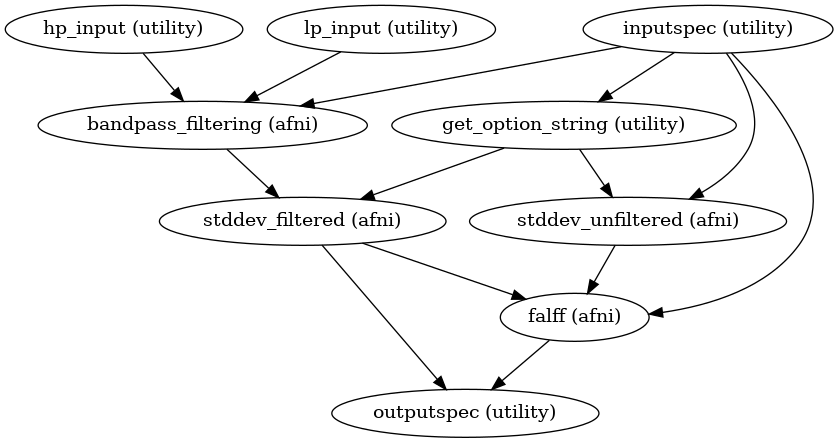 hp_input (utility)
lp_input (utility)
inputspec (utility)
bandpass_filtering (afni)
get_option_string (utility)
stddev_filtered (afni)
stddev_unfiltered (afni)
falff (afni)
outputspec (utility)